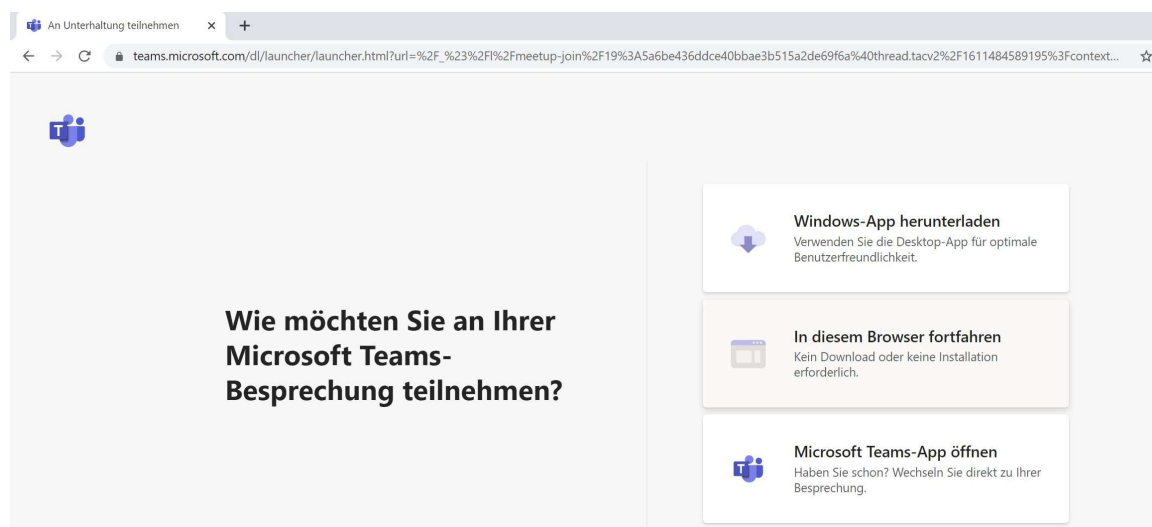 An Unterhaltung teilnehmen
teams.microsoft.com/dl/launcher/launcher.html?url=%2F_%23%2Fl%2Fmeetup-join%2F19%3A5a6be436ddce40bbae3b515a2de69f6a%40thread.tacv2%2F1611484589195%3Fcontext...
Windows-App herunterladen
Verwenden Sie die Desktop-App für optimale
Benutzerfreundlichkeit.
Wie möchten Sie an Ihrer
Microsoft Teams-
Besprechung teilnehmen?
In diesem Browser fortfahren
Kein Download oder keine Installation
erforderlich.
Microsoft Teams-App öffnen
Haben Sie schon? Wechseln Sie direkt zu Ihrer
Besprechung.